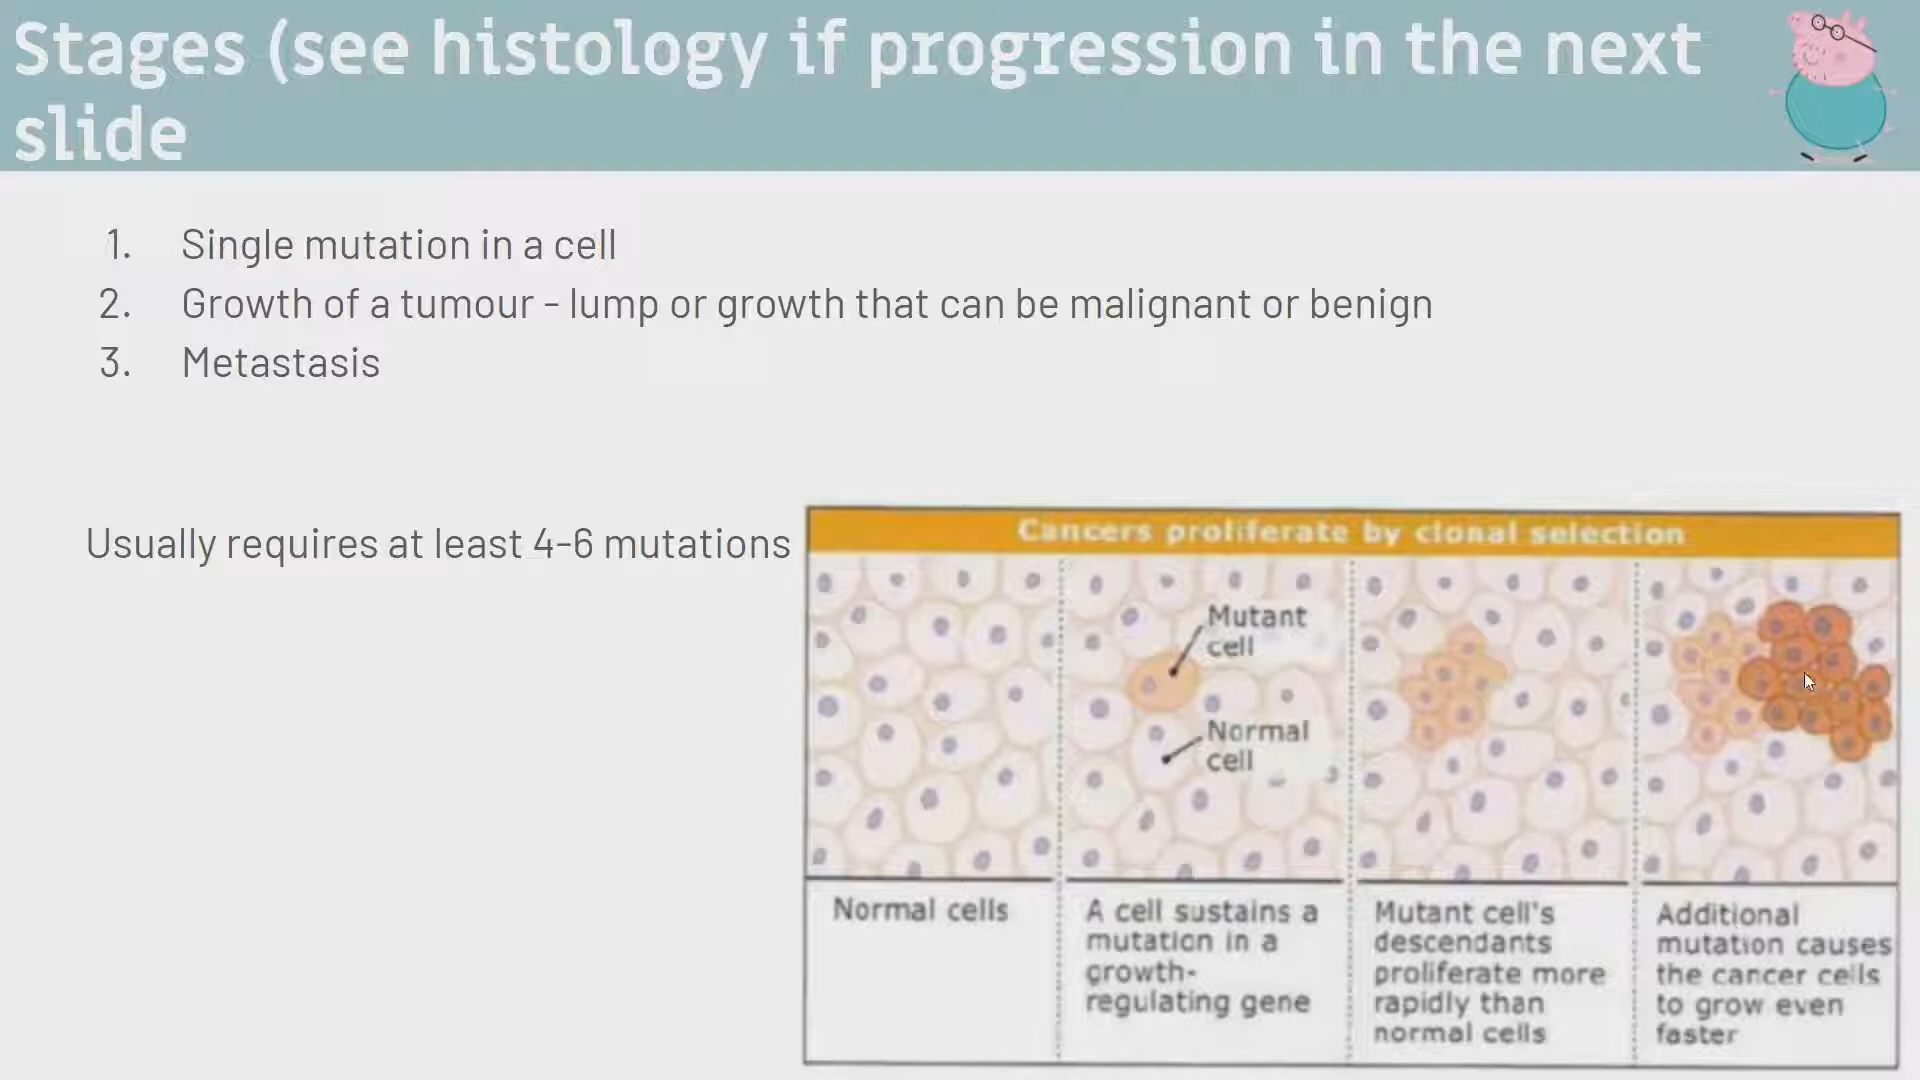 Stages (see histology if progression in the next
slide
1. Single mutation in a cell
2. Growth of a tumour - lump or growth that can be malignant or benign
3. Metastasis
Usually requires at least 4-6 mutations
Cancers proliferate by clonal selection
Mutant
cell
Normal
cell
Normal cells
A cell sustains a
mutation in a
growth-
regulating gene
Mutant cell's
descendants
proliferate more
rapidly than
normal cells
Additional
mutation causes
the cancer cells
to grow even
faster